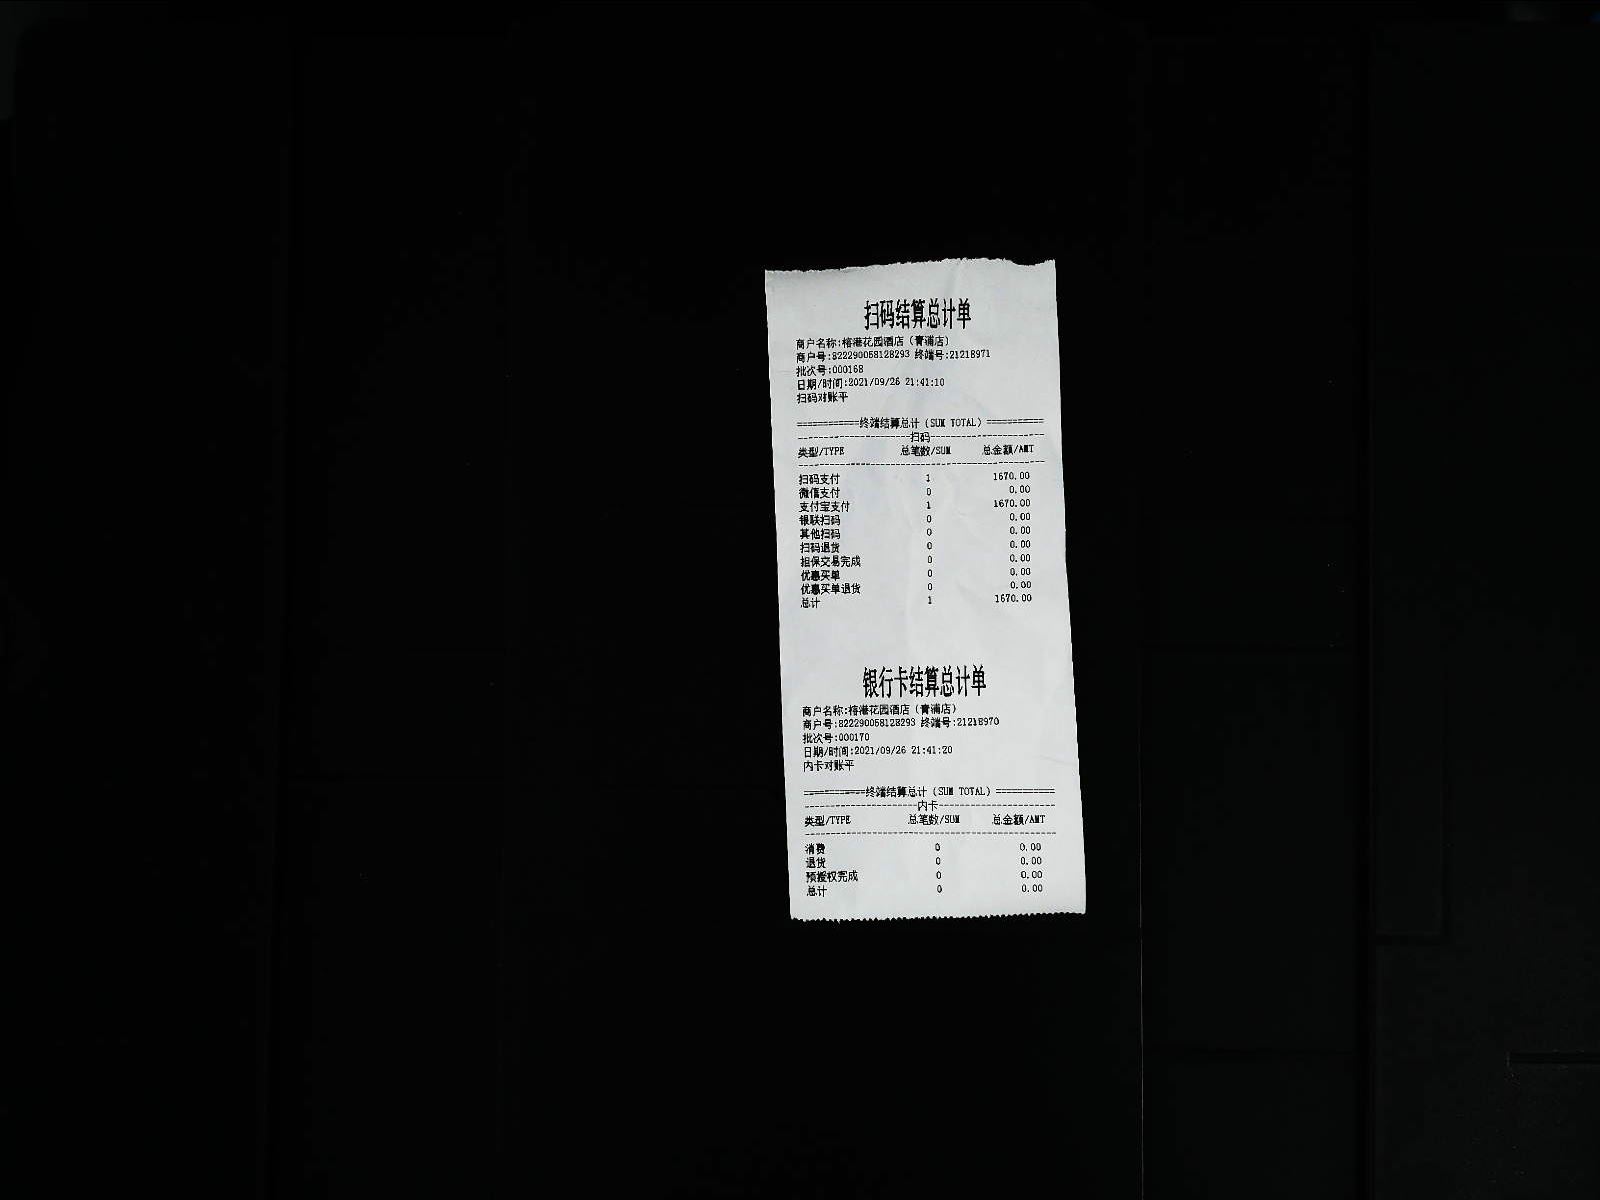 扫码结算总计单
商户名称:榕港花园酒店（青浦店）
商户号:822290058128293 终端号:21218971
批次号:000168
日期/时间:2021/09/26 21:41:10
扫码对账平
============终端结算总计（SUM TOTAL）===========
----------------------扫码----------------------
类型/TYPE 总笔数/SUM 总金额/AMT
------------------------------------------------
扫码支付 1 1670.00
微信支付 0 0.00
支付宝支付 1 1670.00
银联扫码 0 0.00
其他扫码 0 0.00
扫码退货 0 0.00
担保交易完成 0 0.00
优惠买单 0 0.00
优惠买单退货 0 0.00
总计 1 1670.00
银行卡结算总计单
商户名称:榕港花园酒店（青浦店）
商户号:822290058128293 终端号:21218970
批次号:000170
日期/时间:2021/09/26 21:41:20
内卡对账平
============终端结算总计（SUM TOTAL）===========
----------------------内卡----------------------
类型/TYPE 总笔数/SUM 总金额/AMT
------------------------------------------------
消费 0 0.00
退货 0 0.00
预授权完成 0 0.00
总计 0 0.00